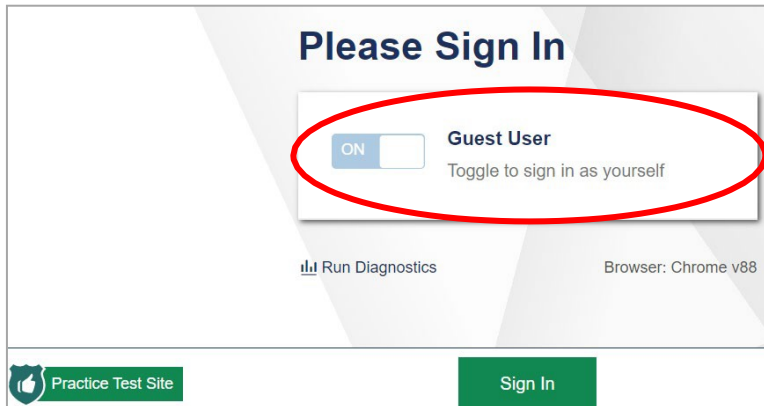 Please Sign In
ON
Guest User
Toggle to sign in as yourself
Run Diagnostics
Browser: Chrome v88
Practice Test Site
Sign In